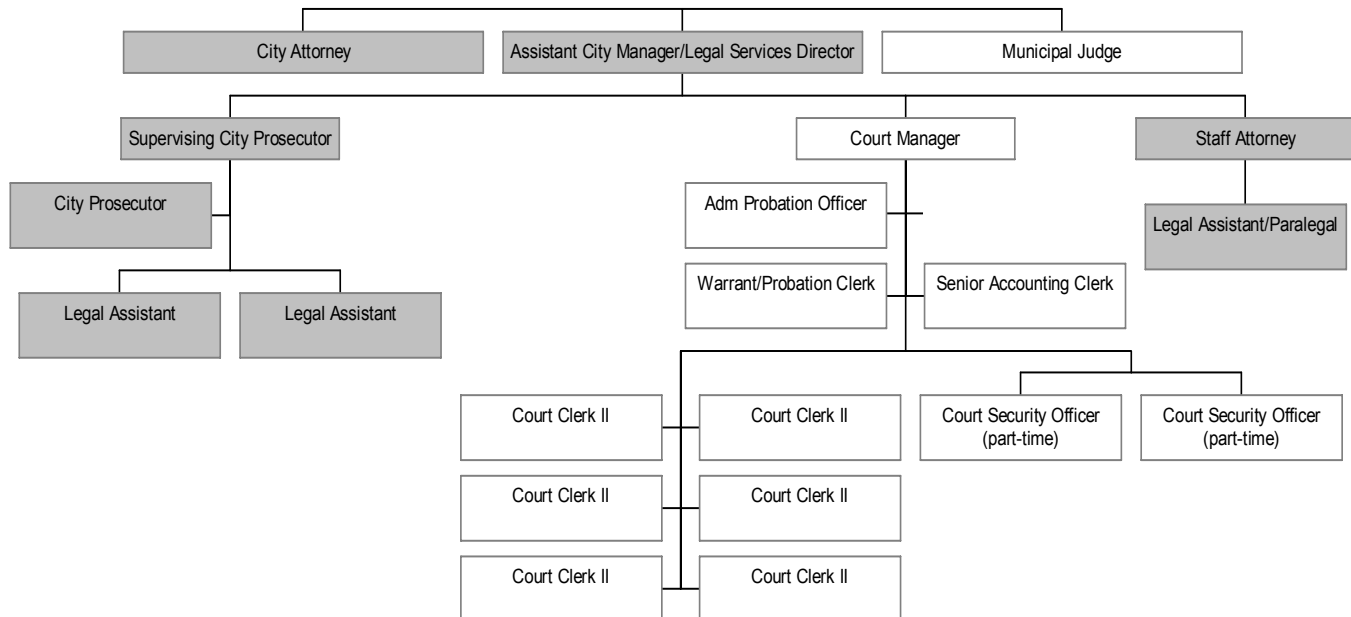 City Attorney
Assistant City Manager/Legal Services Director
Municipal Judge
Supervising City Prosecutor
Court Manager
Staff Attorney
City Prosecutor
Adm Probation Officer
Legal Assistant/Paralegal
Legal Assistant
Legal Assistant
Warrant/Probation Clerk
Senior Accounting Clerk
Court Clerk II
Court Clerk II
Court Security Officer
(part-time)
Court Security Officer
(part-time)
Court Clerk II
Court Clerk II
Court Clerk II
Court Clerk II